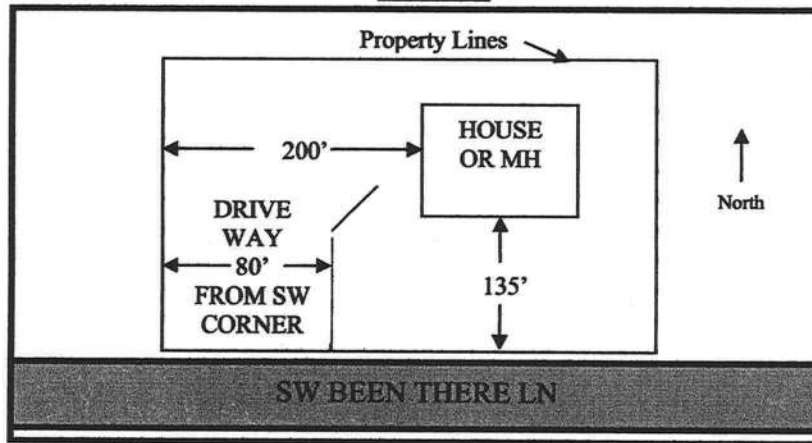 Property Lines
HOUSE
OR MH
200'
North
DRIVE
WAY
80'
FROM SW
CORNER
135'
SW BEEN THERE LN